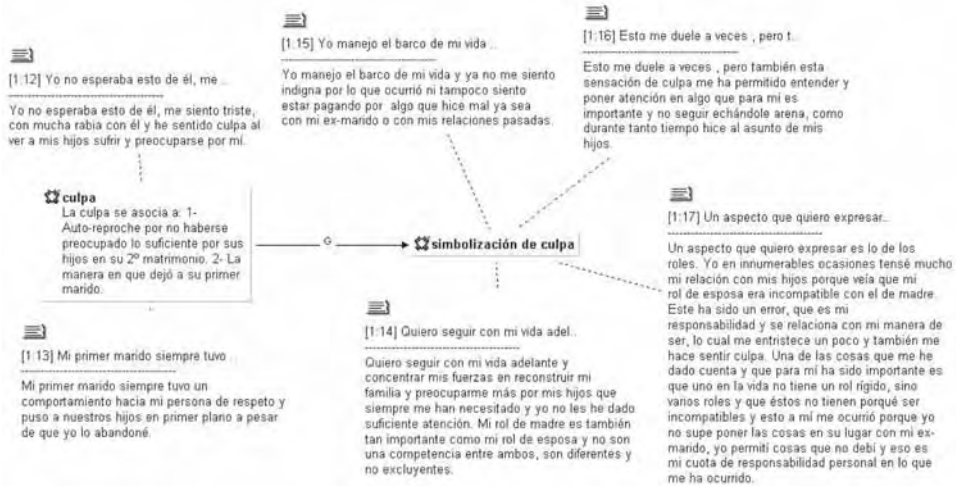 [1:12] Yo no esperaba esto de él, me ..
Yo no esperaba esto de él, me siento triste,
con mucha rabia con él y he sentido culpa al
ver a mis hijos sufrir y preocuparse por mí.
[1:15] Yo manejo el barco de mi vida ..
Yo manejo el barco de mi vida y ya no me siento
indigna por lo que ocurrió ni tampoco siento
estar pagando por algo que hice mal ya sea
con mi ex-marido o con mis relaciones pasadas.
[1:16] Esto me duele a veces , pero t..
Esto me duele a veces , pero también esta
sensación de culpa me ha permitido entender y
poner atención en algo que para mí es
importante y no seguir echándole arena, como
durante tanto tiempo hice al asunto de mis
hijos.
culpa
La culpa se asocia a: 1-
Auto-reproche por no haberse
preocupado lo suficiente por sus
hijos en su 2º matrimonio. 2- La
manera en que dejó a su primer
marido.
G
simbolización de culpa
[1:13] Mi primer marido siempre tuvo ..
Mi primer marido siempre tuvo un
comportamiento hacia mi persona de respeto y
puso a nuestros hijos en primer plano a pesar
de que yo lo abandoné.
[1:14] Quiero seguir con mi vida adel..
Quiero seguir con mi vida adelante y
concentrar mis fuerzas en reconstruir mi
familia y preocuparme más por mis hijos que
siempre me han necesitado y yo no les he dado
suficiente atención. Mi rol de madre es también
tan importante como mi rol de esposa y no son
una competencia entre ambos, son diferentes y
no excluyentes.
[1:17] Un aspecto que quiero expresar..
Un aspecto que quiero expresar es lo de los
roles. Yo en innumerables ocasiones tensé mucho
mi relación con mis hijos porque veía que mi
rol de esposa era incompatible con el de madre.
Este ha sido un error, que es mi
responsabilidad y se relaciona con mi manera de
ser, lo cual me entristece un poco y también me
hace sentir culpa. Una de las cosas que me he
dado cuenta y que para mí ha sido importante es
que uno en la vida no tiene un rol rígido, sino
varios roles y que éstos no tienen porqué ser
incompatibles y esto a mí me ocurrió porque yo
no supe poner las cosas en su lugar con mi ex-
marido, yo permití cosas que no debí y eso es
mi cuota de responsabilidad personal en lo que
me ha ocurrido.